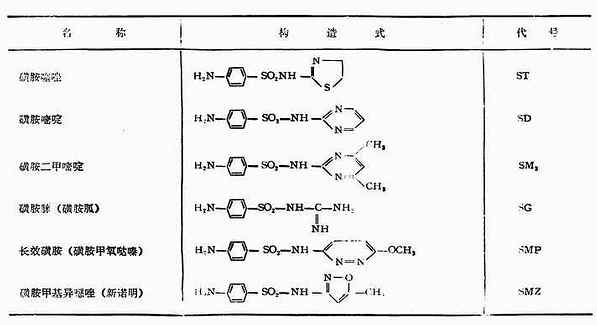 名 称 构 造 式 代 号
磺胺噻唑 H₂N SO₂NH N S ST
磺胺嘧啶 H₂N SO₂ NH N N SD
磺胺二甲嘧啶 H₂N SO₂ NH N N CH₃ CH₃ SM₂
磺胺脒（磺胺胍） H₂N SO₂ NH C NH₂ NH SG
长效磺胺（磺胺甲氧哒嗪） H₂N SO₂ NH N N OCH₃ SMP
磺胺甲基异噁唑（新诺明） H₂N SO₂ NH N O SMZ